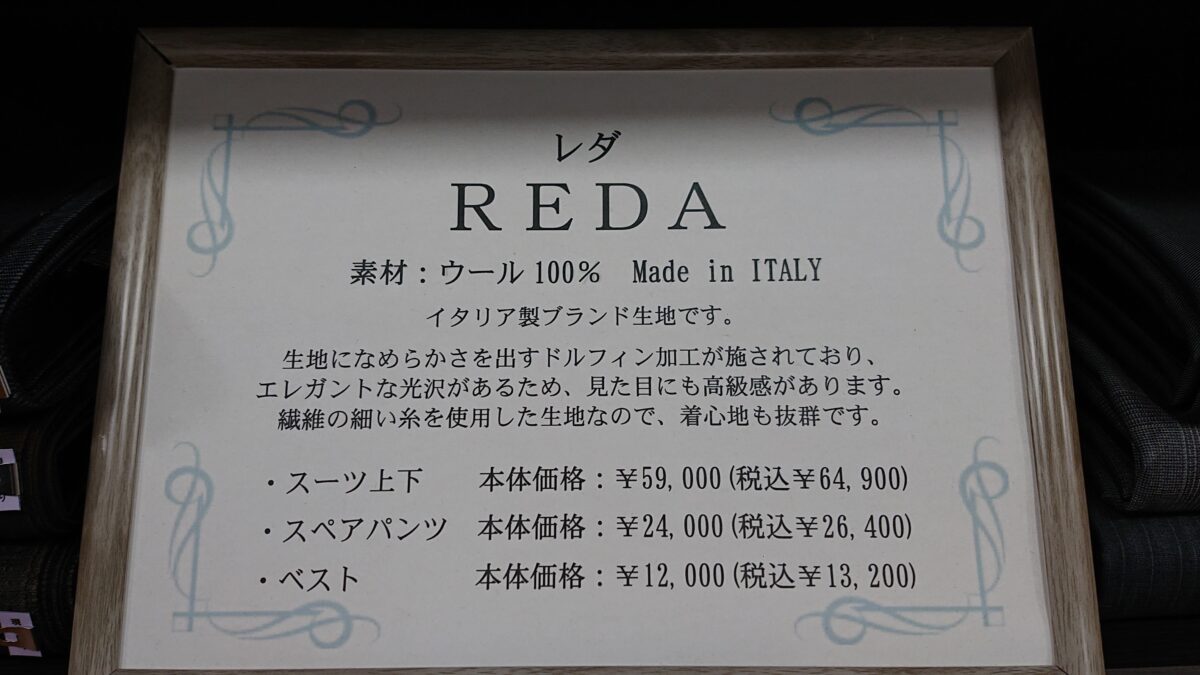 レダ
REDA
素材：ウール100％　Made in ITALY
イタリア製ブランド生地です。
生地になめらかさを出すドルフィン加工が施されており、
エレガントな光沢があるため、見た目にも高級感があります。
繊維の細い糸を使用した生地なので、着心地も抜群です。
・スーツ上下　本体価格：￥59,000(税込￥64,900)
・スペアパンツ　本体価格：￥24,000(税込￥26,400)
・ベスト　本体価格：￥12,000(税込￥13,200)